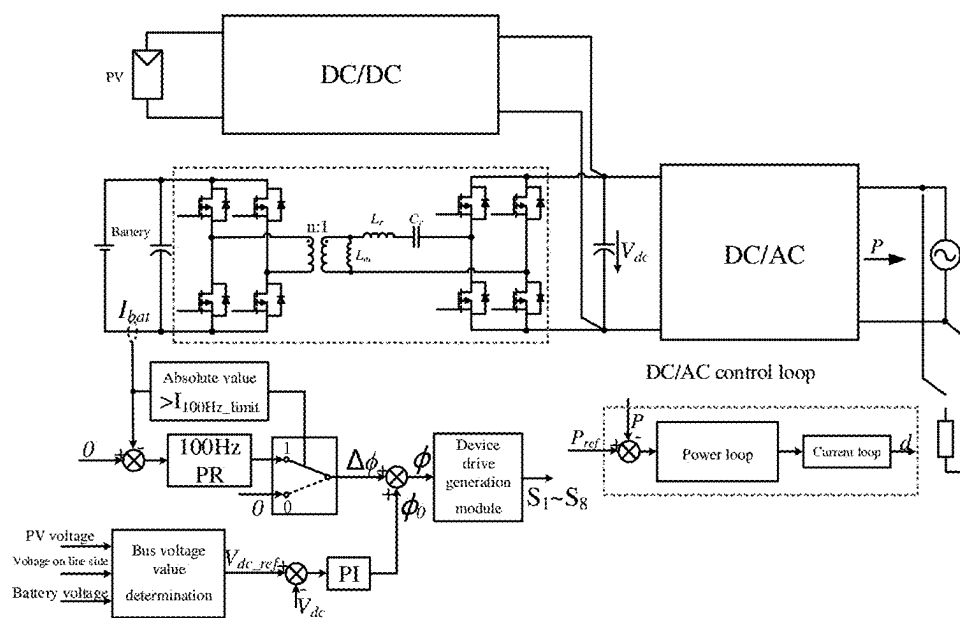 PV
DC/DC
Battery
n:1
Lr
Cr
Lm
Vdc
DC/AC
P
Ibat
Absolute value
>I100Hz_limit
DC/AC control loop
0
+
-
100Hz
PR
1
0
0
Δϕ
+
+
ϕ
ϕ0
Device
drive
generation
module
S1~S8
Pref
P
+
-
Power loop
Current loop
d
PV voltage
Voltage on line side
Battery voltage
Bus voltage
value
determination
Vdc_ref
+
-
Vdc
PI